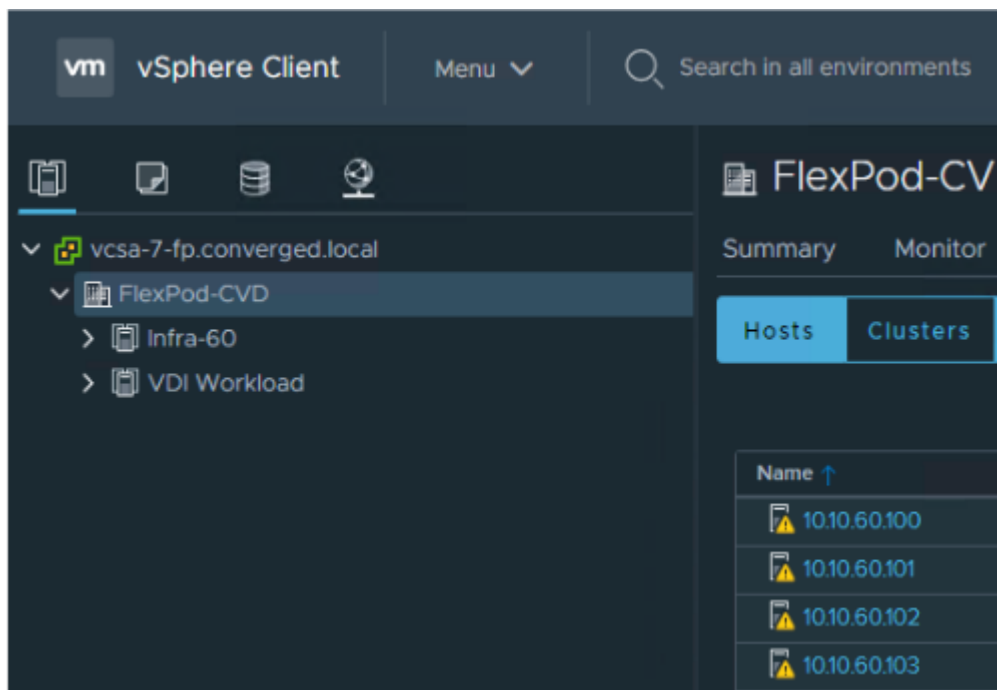 vm vSphere Client Menu Search in all environments
vcsa-7-fp.converged.local
FlexPod-CVD
Infra-60
VDI Workload
FlexPod-CV
Summary Monitor
Hosts Clusters
Name
10.10.60.100
10.10.60.101
10.10.60.102
10.10.60.103